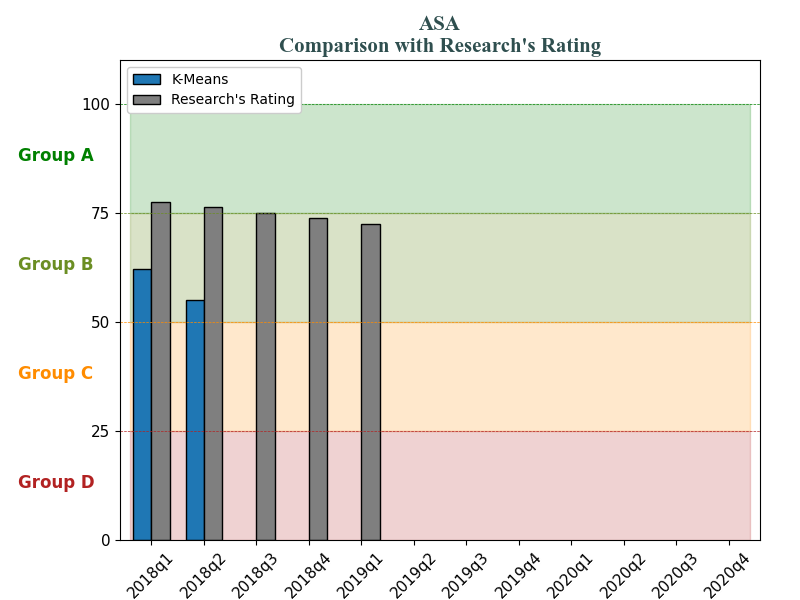 ASA
Comparison with Research's Rating
K-Means
Research's Rating
100
Group A
75
Group B
50
Group C
25
Group D
0
2018q1
2018q2
2018q3
2018q4
2019q1
2019q2
2019q3
2019q4
2020q1
2020q2
2020q3
2020q4